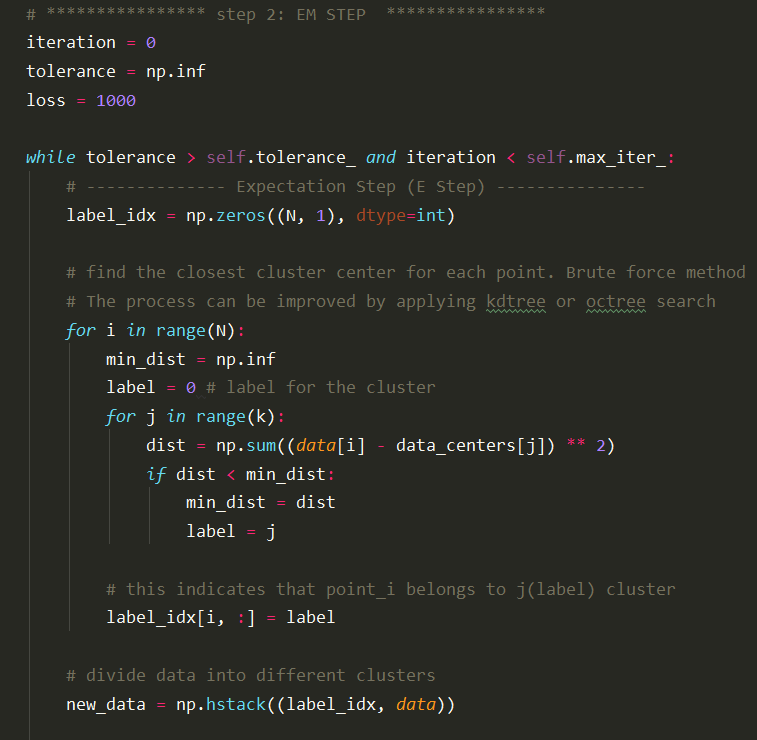 # **************** step 2: EM STEP  ****************
iteration = 0
tolerance = np.inf
loss = 1000
while tolerance > self.tolerance_ and iteration < self.max_iter_:
# -------------- Expectation Step (E Step) ---------------
label_idx = np.zeros((N, 1), dtype=int)
# find the closest cluster center for each point. Brute force method
# The process can be improved by applying kdtree or octree search
for i in range(N):
min_dist = np.inf
label = 0 # label for the cluster
for j in range(k):
dist = np.sum((data[i] - data_centers[j]) ** 2)
if dist < min_dist:
min_dist = dist
label = j
# this indicates that point_i belongs to j(label) cluster
label_idx[i, :] = label
# divide data into different clusters
new_data = np.hstack((label_idx, data))